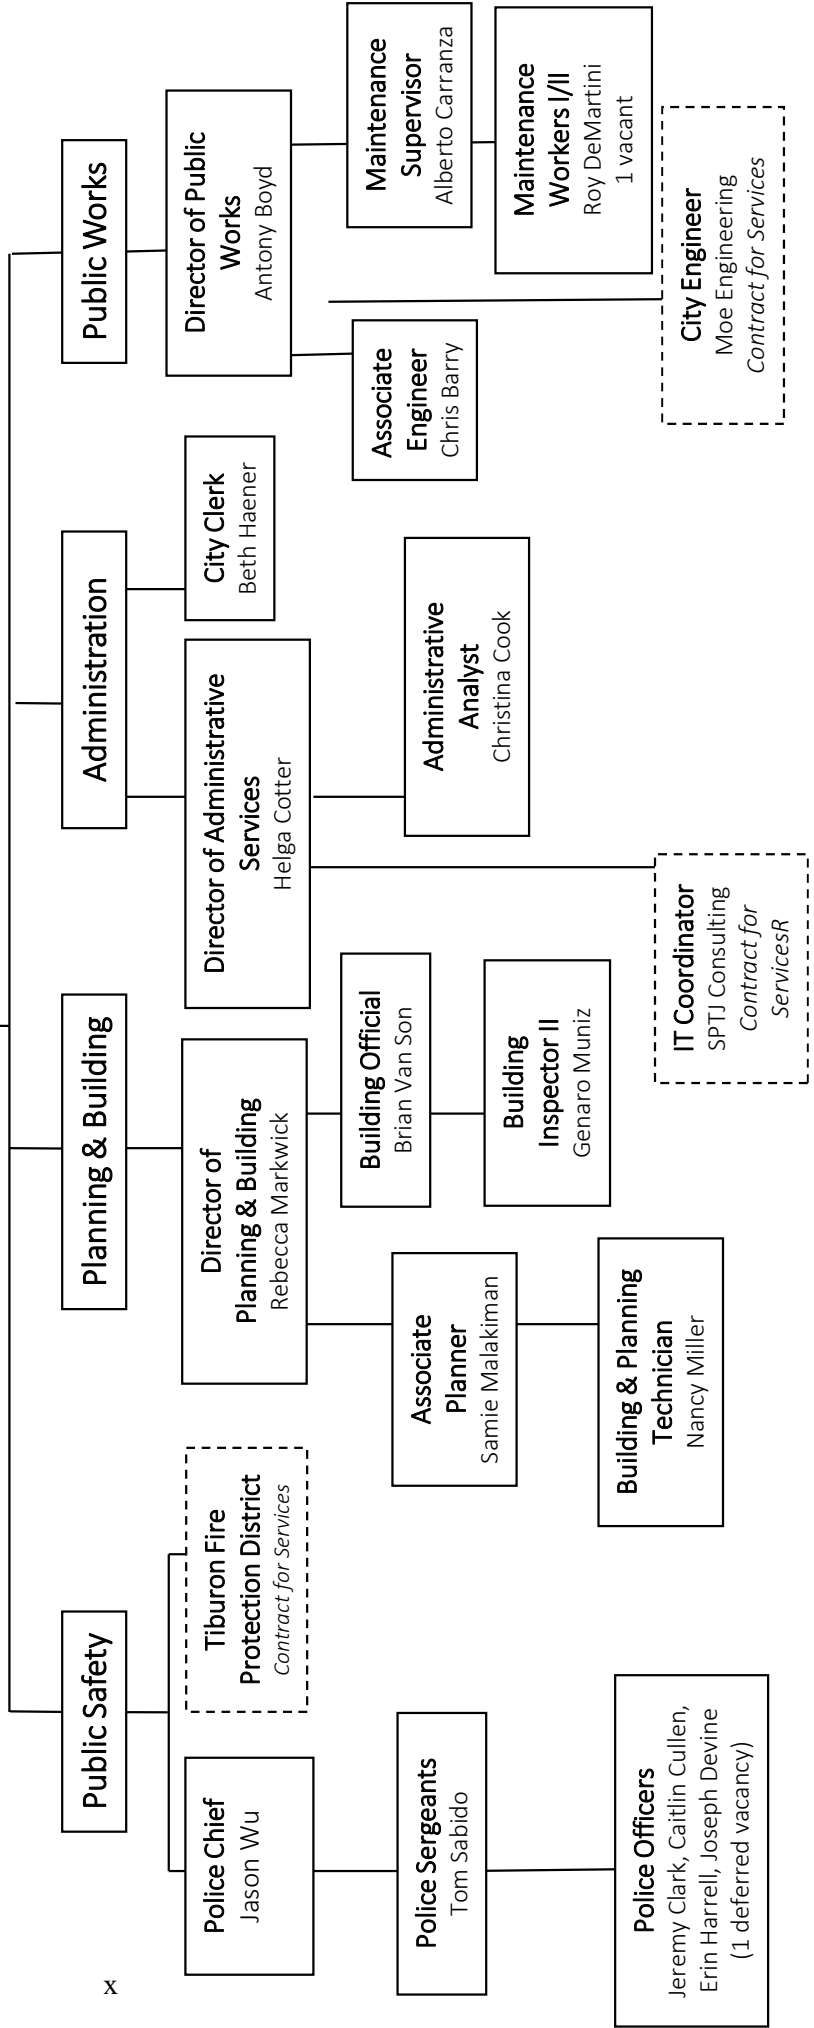 x
Public Safety
Police Chief
Jason Wu
Police Sergeants
Tom Sabido
Police Officers
Jeremy Clark, Caitlin Cullen,
Erin Harrell, Joseph Devine
(1 deferred vacancy)
Tiburon Fire
Protection District
Contract for Services
Planning & Building
Director of
Planning & Building
Rebecca Markwick
Associate
Planner
Samie Malakiman
Building & Planning
Technician
Nancy Miller
Building Official
Brian Van Son
Building
Inspector II
Genaro Muniz
Administration
Director of Administrative
Services
Helga Cotter
IT Coordinator
SPTJ Consulting
Contract for
ServicesR
Administrative
Analyst
Christina Cook
City Clerk
Beth Haener
Public Works
Director of Public
Works
Antony Boyd
Associate
Engineer
Chris Barry
City Engineer
Moe Engineering
Contract for Services
Maintenance
Supervisor
Alberto Carranza
Maintenance
Workers I/II
Roy DeMartini
1 vacant